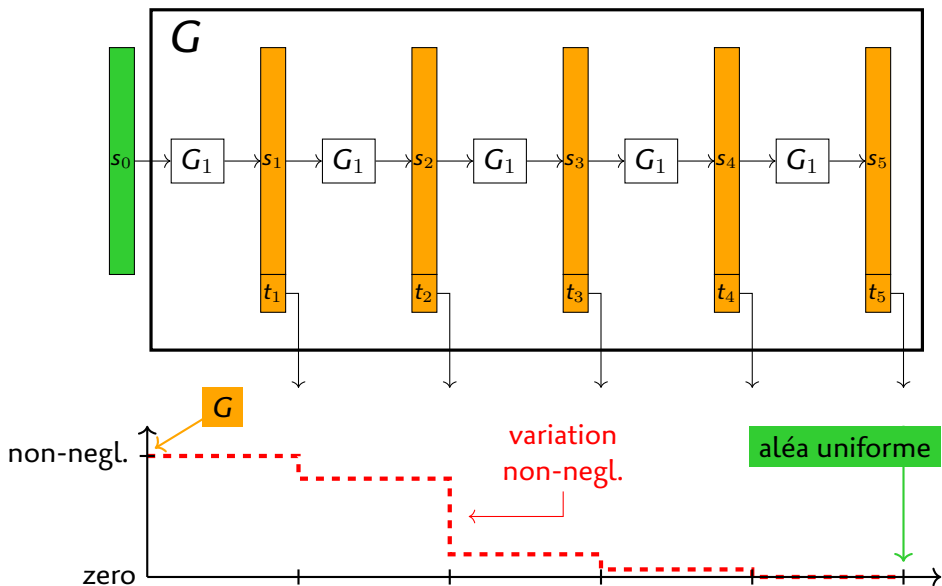 G
s₀ G₁ s₁ G₁ s₂ G₁ s₃ G₁ s₄ G₁ s₅
t₁ t₂ t₃ t₄ t₅
G
variation
non-negl.
aléa uniforme
non-negl.
zero